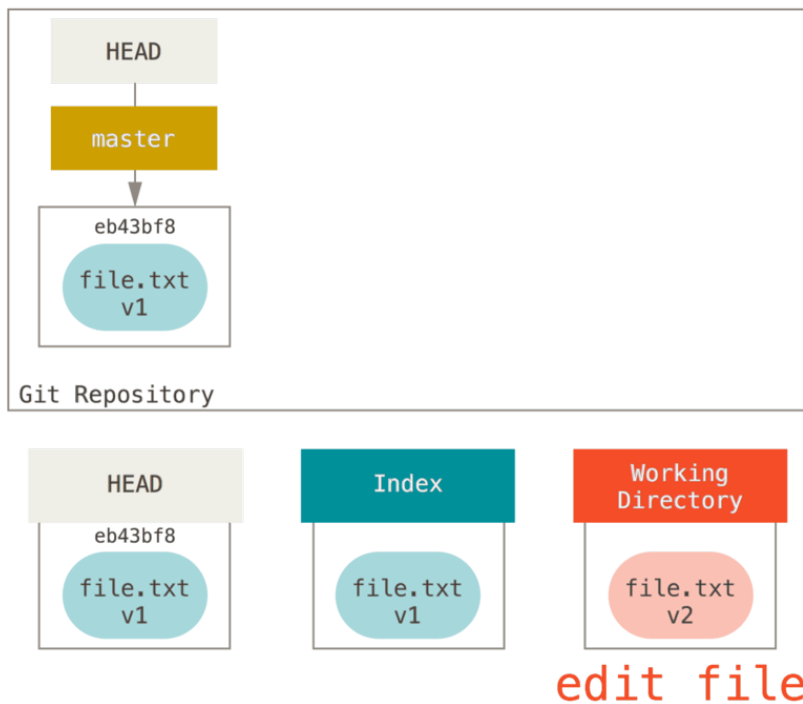 HEAD
master
eb43bf8
file.txt
v1
Git Repository
HEAD
eb43bf8
file.txt
v1
Index
file.txt
v1
Working
Directory
file.txt
v2
edit file